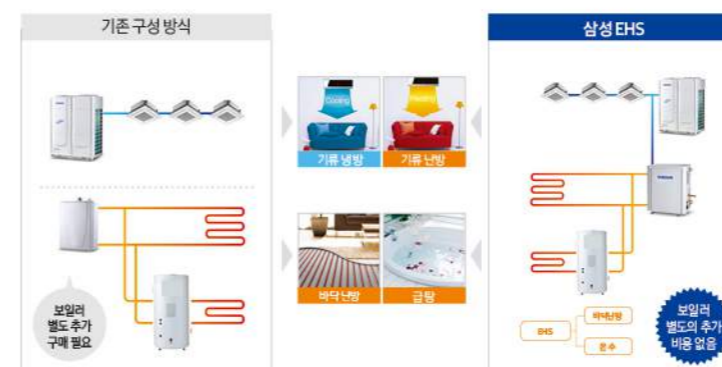 기존 구성 방식
삼성 EHS
Cooling
기류 냉방
기류 난방
바닥 난방
급탕
보일러
별도 추가
구매 필요
EHS
바닥난방
온수
보일러
별도의 추가
비용 없음